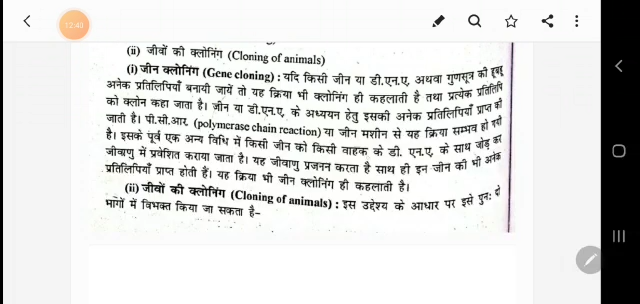 12:40
(ii) जीवों की क्लोनिंग (Cloning of animals)
(i) जीन क्लोनिंग (Gene cloning) : यदि किसी जीन या डी.एन.ए. अथवा गुणसूत्र की हूबहू
अनेक प्रतिलिपियाँ बनायी जायें तो यह क्रिया भी क्लोनिंग ही कहलाती है तथा प्रत्येक प्रतिलिपि
को क्लोन कहा जाता है। जीन या डी.एन.ए. के अध्ययन हेतु इसकी अनेक प्रतिलिपियाँ प्राप्त की
जाती है। पी.सी.आर. (polymerase chain reaction) या जीन मशीन से यह क्रिया सम्भव हो गयी
है। इसके पूर्व एक अन्य विधि में किसी जीन को किसी वाहक के डी. एन.ए. के साथ जोड़ कर
जीवाणु में प्रवेशित कराया जाता है। यह जीवाणु प्रजनन करता है साथ ही इन जीन की भी अनेक
प्रतिलिपियाँ प्राप्त होती हैं। यह क्रिया भी जीन क्लोनिंग ही कहलाती है।
(ii) जीवों की क्लोनिंग (Cloning of animals) : इस उद्देश्य के आधार पर इसे पुन: दो
भागों में विभक्त किया जा सकता है-